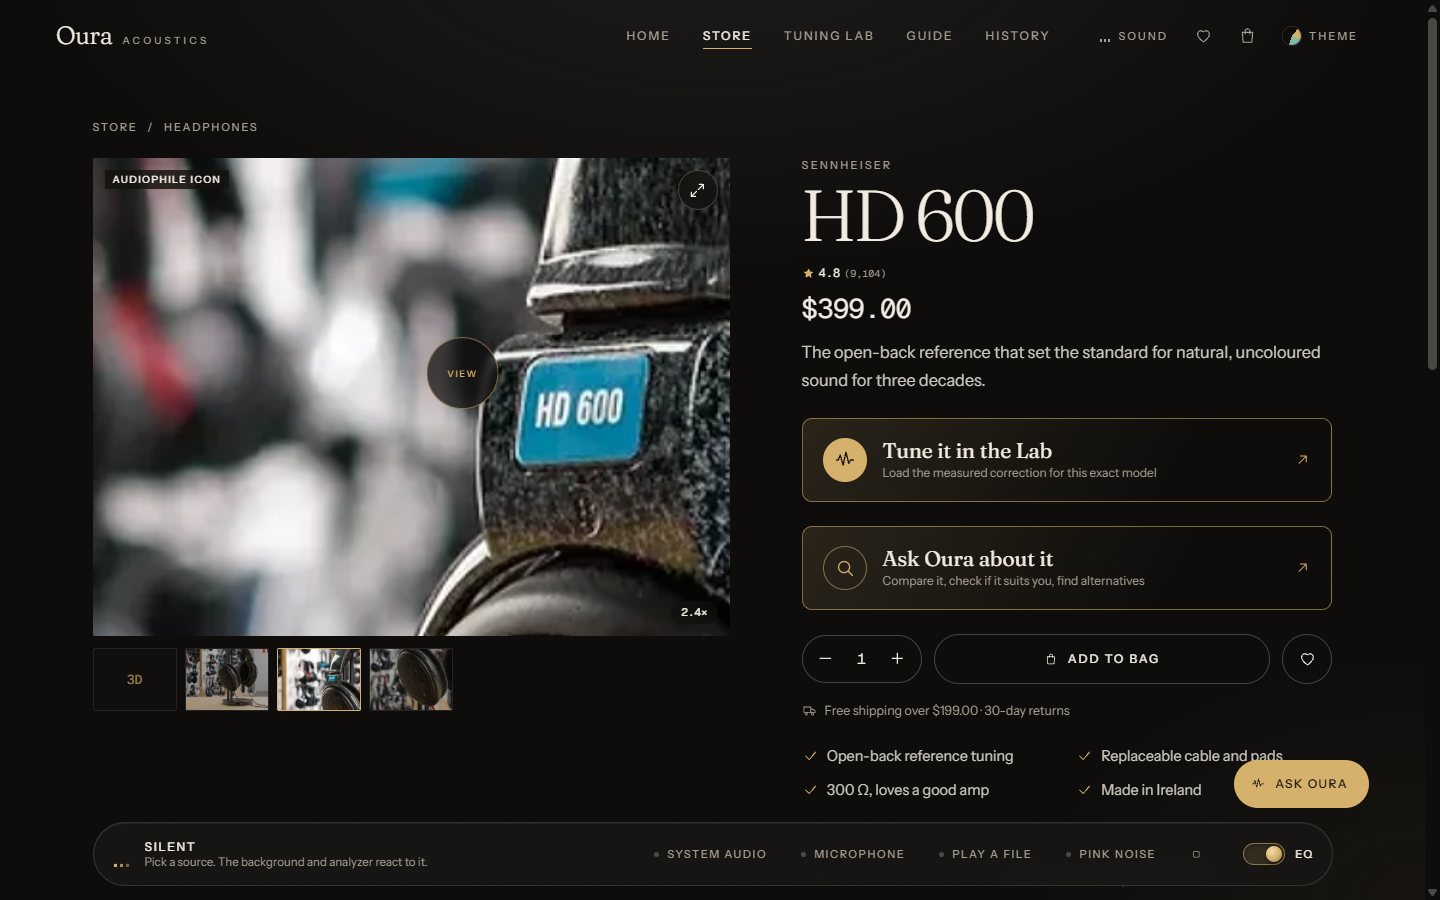 Oura ACOUSTICS
HOME STORE TUNING LAB GUIDE HISTORY SOUND THEME
STORE / HEADPHONES
AUDIOPHILE ICON
VIEW
HD 600
2.4×
3D
SENNHEISER
HD 600
4.8 (9,104)
$399.00
The open-back reference that set the standard for natural, uncoloured
sound for three decades.
Tune it in the Lab
Load the measured correction for this exact model
Ask Oura about it
Compare it, check if it suits you, find alternatives
1
ADD TO BAG
Free shipping over $199.00 · 30-day returns
Open-back reference tuning
Replaceable cable and pads
300 Ω, loves a good amp
Made in Ireland
ASK OURA
SILENT
Pick a source. The background and analyzer react to it.
SYSTEM AUDIO MICROPHONE PLAY A FILE PINK NOISE EQ